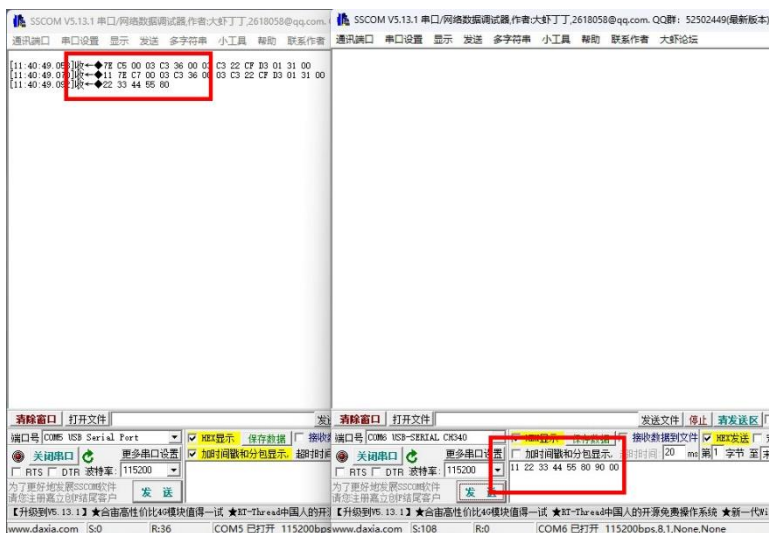 SSCOM V5.13.1 串口/网络数据调试器,作者:大虾丁丁,2618058@qq.com.
通讯端口 串口设置 显示 发送 多字符串 小工具 帮助 联系作者
[11:40:49.058]收←◆7E C5 00 03 C3 36 00 03 C3 22 CF D3 01 31 00
11 7E C7 00 03 C3 36 00 03 C3 22 CF D3 01 31 00
22 33 44 55 80
清除窗口 打开文件
端口号 COM5 USB Serial Port HEX显示 保存数据
关闭串口 更多串口设置 加时间戳和分包显示.
RTS DTR 波特率: 115200
为了更好地发展SSCOM软件
请您注册嘉立创F结尾客户
发 送
【升级到V5.13.1】★合宙高性价比4G模块值得一试 ★RT-Thread中国人的开
www.daxia.com S:0 R:36 COM5 已打开 115200bps
SSCOM V5.13.1 串口/网络数据调试器,作者:大虾丁丁,2618058@qq.com. QQ群: 52502449(最新版本)
通讯端口 串口设置 显示 发送 多字符串 小工具 帮助 联系作者 大虾论坛
清除窗口 打开文件 发送文件 停止 清发送区
端口号 COM6 USB-SERIAL CH340 HEX显示 保存数据 接收数据到文件 HEX发送
关闭串口 更多串口设置 加时间戳和分包显示. 20 ms 第1 字节 至
RTS DTR 波特率: 115200
11 22 33 44 55 80 90 00
为了更好地发展SSCOM软件
请您注册嘉立创F结尾客户
发 送
【升级到V5.13.1】★合宙高性价比4G模块值得一试 ★RT-Thread中国人的开源免费操作系统 ★新一代Wi
www.daxia.com S:108 R:0 COM6 已打开 115200bps,8,1,None,None